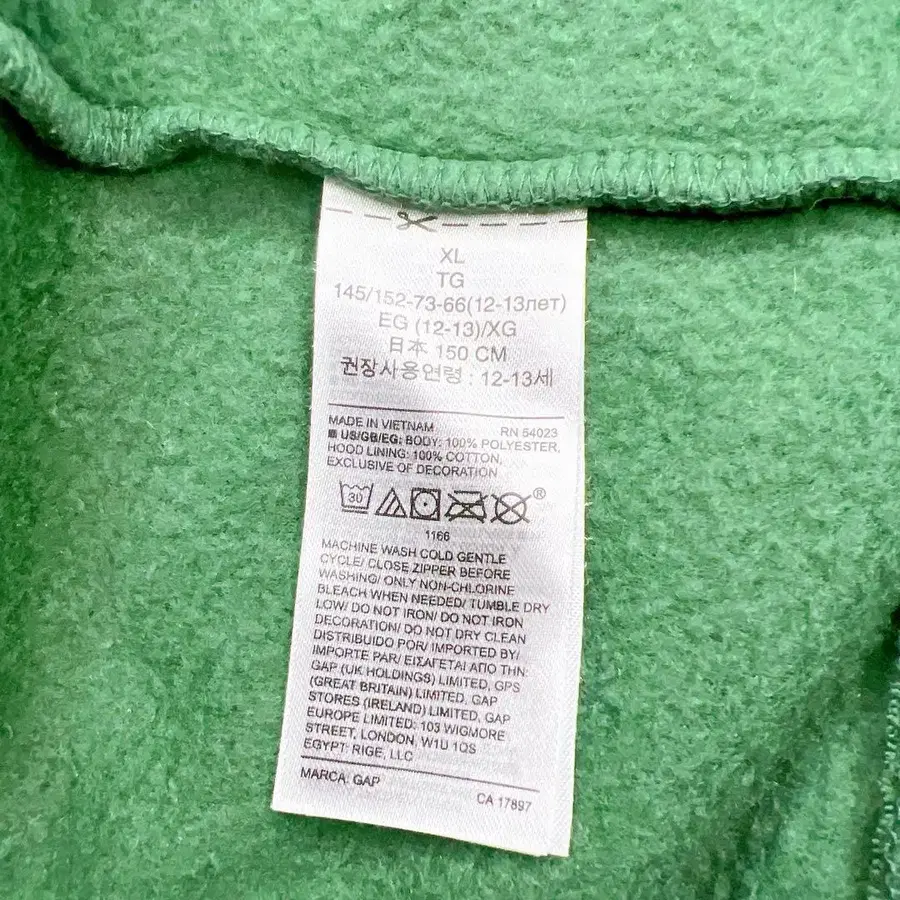 XL
TG
145/152-73-66(12-13лет)
EG (12-13)/XG
日本 150 CM
권장사용연령 : 12-13세
MADE IN VIETNAM RN 54023
US/GB/EG: BODY: 100% POLYESTER,
HOOD LINING: 100% COTTON,
EXCLUSIVE OF DECORATION
30 ®
1166
MACHINE WASH COLD GENTLE
CYCLE/ CLOSE ZIPPER BEFORE
WASHING/ ONLY NON-CHLORINE
BLEACH WHEN NEEDED/ TUMBLE DRY
LOW/ DO NOT IRON/ DO NOT IRON
DECORATION/ DO NOT DRY CLEAN
DISTRIBUIDO POR/ IMPORTED BY/
IMPORTE PAR/ ΕΙΣΑΓΕΤΑΙ ΑΠΟ ΤΗΝ:
GAP (UK HOLDINGS) LIMITED, GPS
(GREAT BRITAIN) LIMITED, GAP
STORES (IRELAND) LIMITED, GAP
EUROPE LIMITED: 103 WIGMORE
STREET, LONDON, W1U 1QS
EGYPT: RIGE, LLC
MARCA: GAP
CA 17897